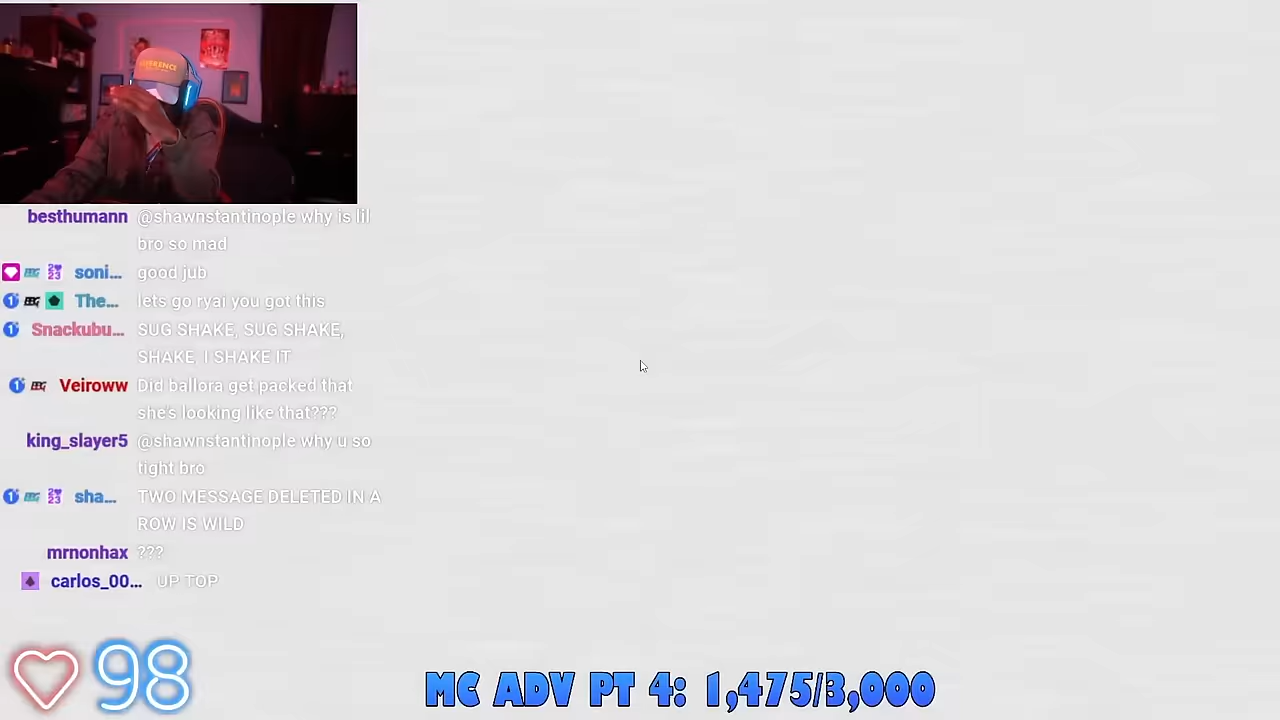 besthumann @shawnstantinople why is lil
bro so mad
soni... good jub
The... lets go ryai you got this
Snackubu... SUG SHAKE, SUG SHAKE,
SHAKE, I SHAKE IT
Veiroww Did ballora get packed that
she's looking like that???
king_slayer5 @shawnstantinople why u so
tight bro
sha... TWO MESSAGE DELETED IN A
ROW IS WILD
mrnonhax ???
carlos_00... UP TOP
98
MC ADV PT 4: 1,475/3,000